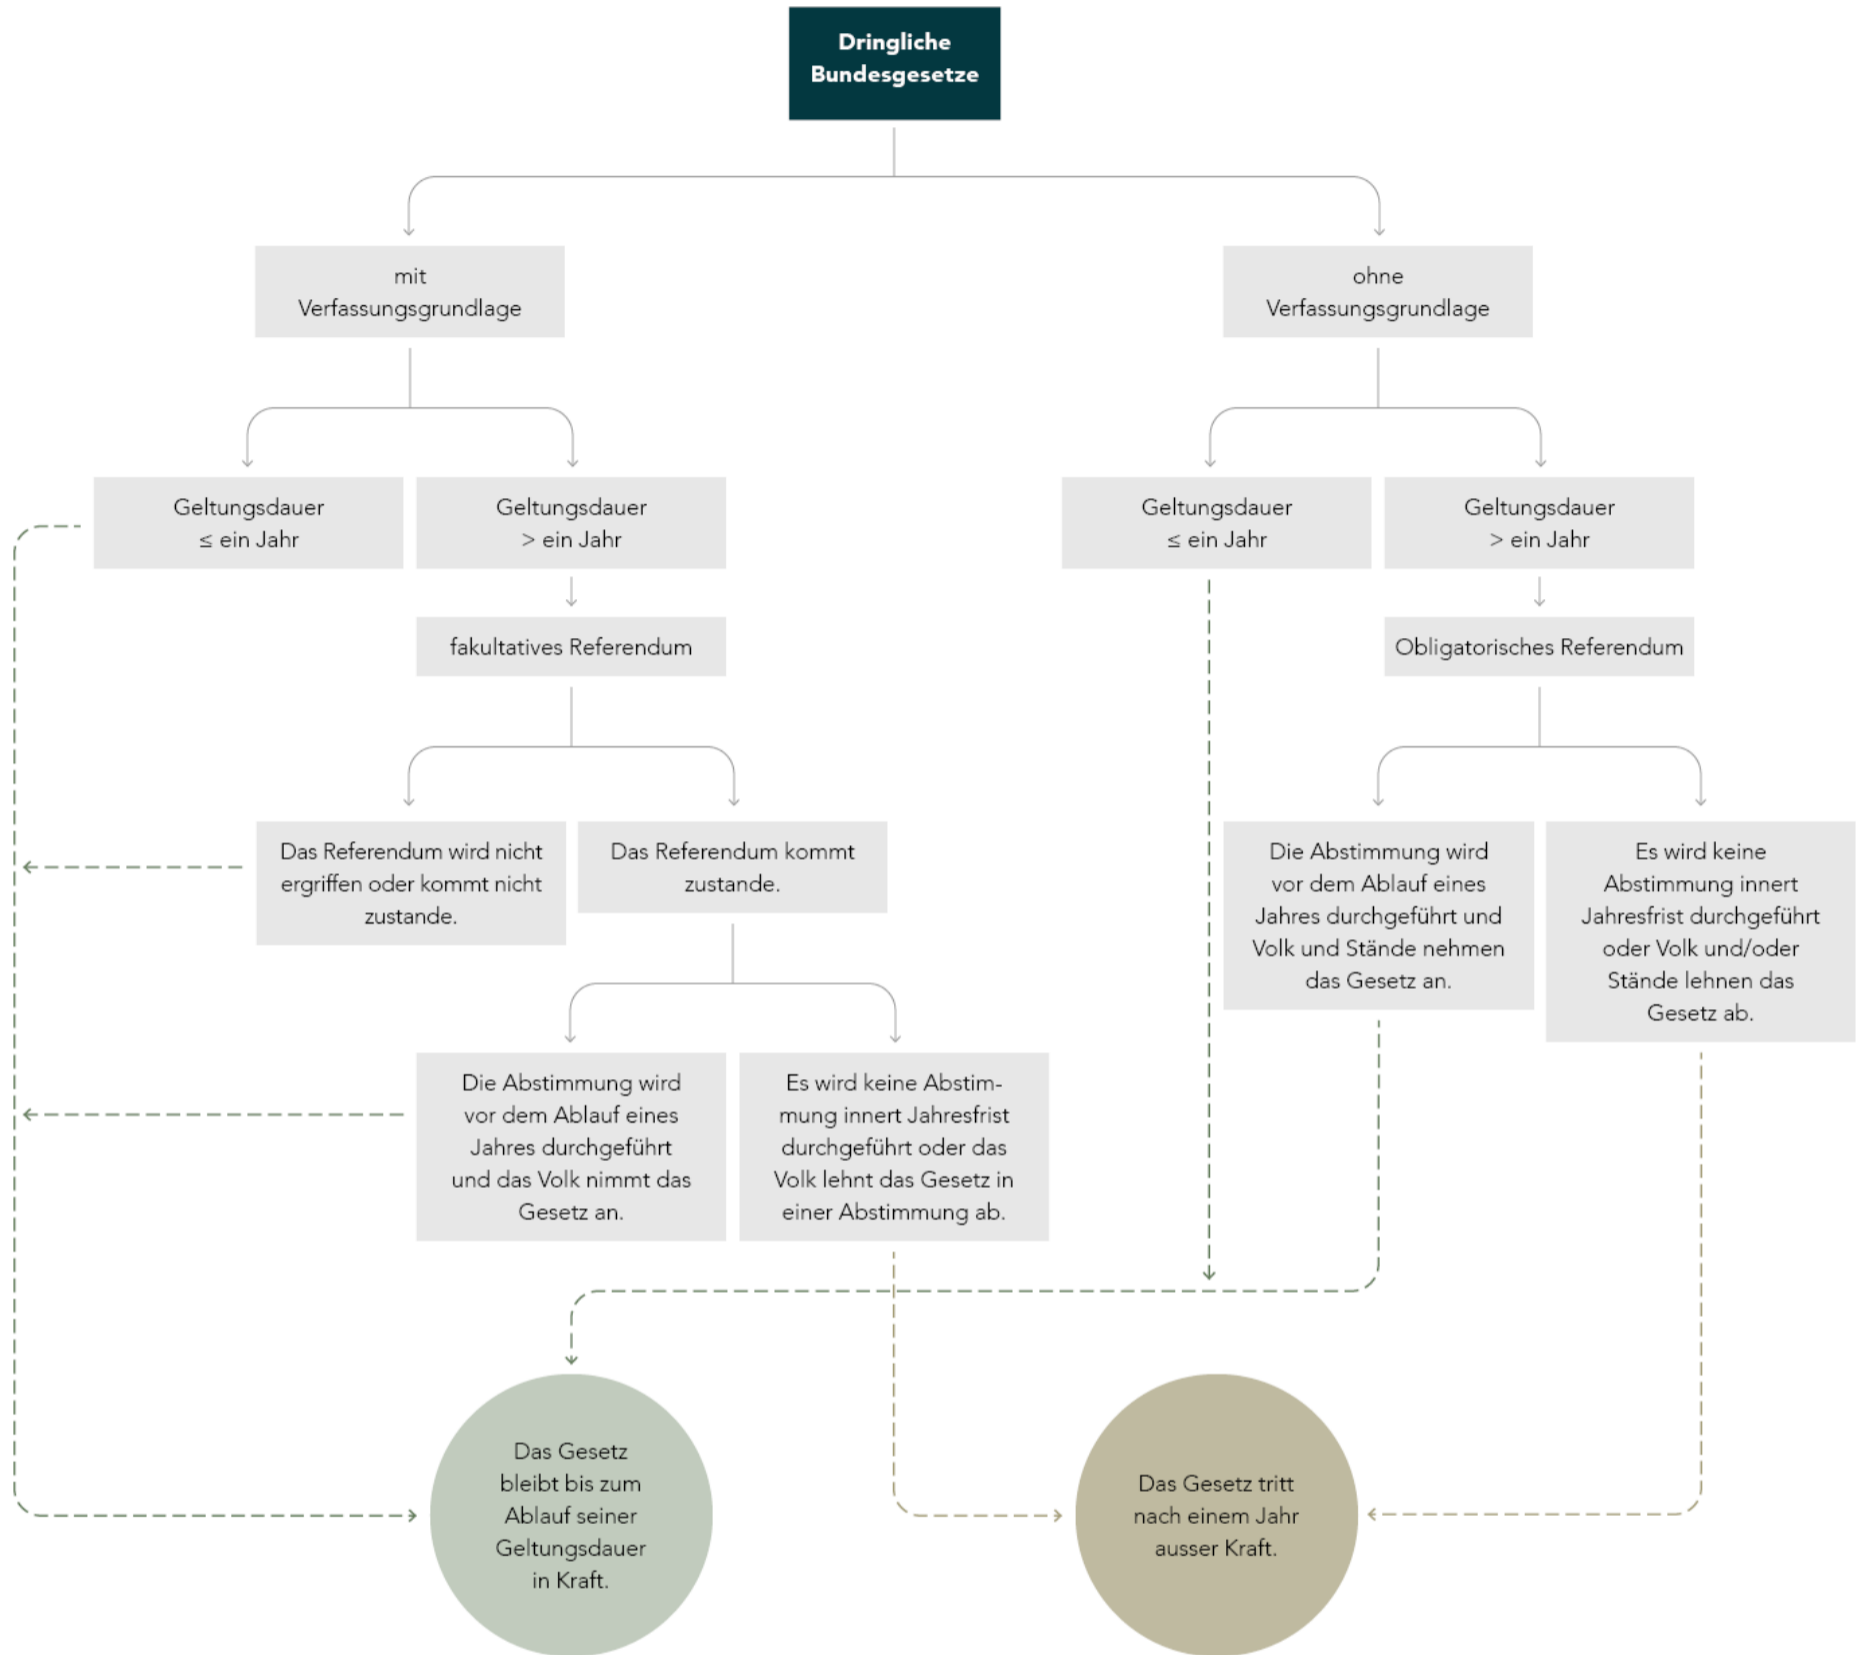 Dringliche
Bundesgesetze
mit
Verfassungsgrundlage
ohne
Verfassungsgrundlage
Geltungsdauer
≤ ein Jahr
Geltungsdauer
> ein Jahr
Geltungsdauer
≤ ein Jahr
Geltungsdauer
> ein Jahr
fakultatives Referendum
Obligatorisches Referendum
Das Referendum wird nicht
ergriffen oder kommt nicht
zustande.
Das Referendum kommt
zustande.
Die Abstimmung wird
vor dem Ablauf eines
Jahres durchgeführt und
Volk und Stände nehmen
das Gesetz an.
Es wird keine
Abstimmung innert
Jahresfrist durchgeführt
oder Volk und/oder
Stände lehnen das
Gesetz ab.
Die Abstimmung wird
vor dem Ablauf eines
Jahres durchgeführt
und das Volk nimmt das
Gesetz an.
Es wird keine Abstim-
mung innert Jahresfrist
durchgeführt oder das
Volk lehnt das Gesetz in
einer Abstimmung ab.
Das Gesetz
bleibt bis zum
Ablauf seiner
Geltungsdauer
in Kraft.
Das Gesetz tritt
nach einem Jahr
ausser Kraft.